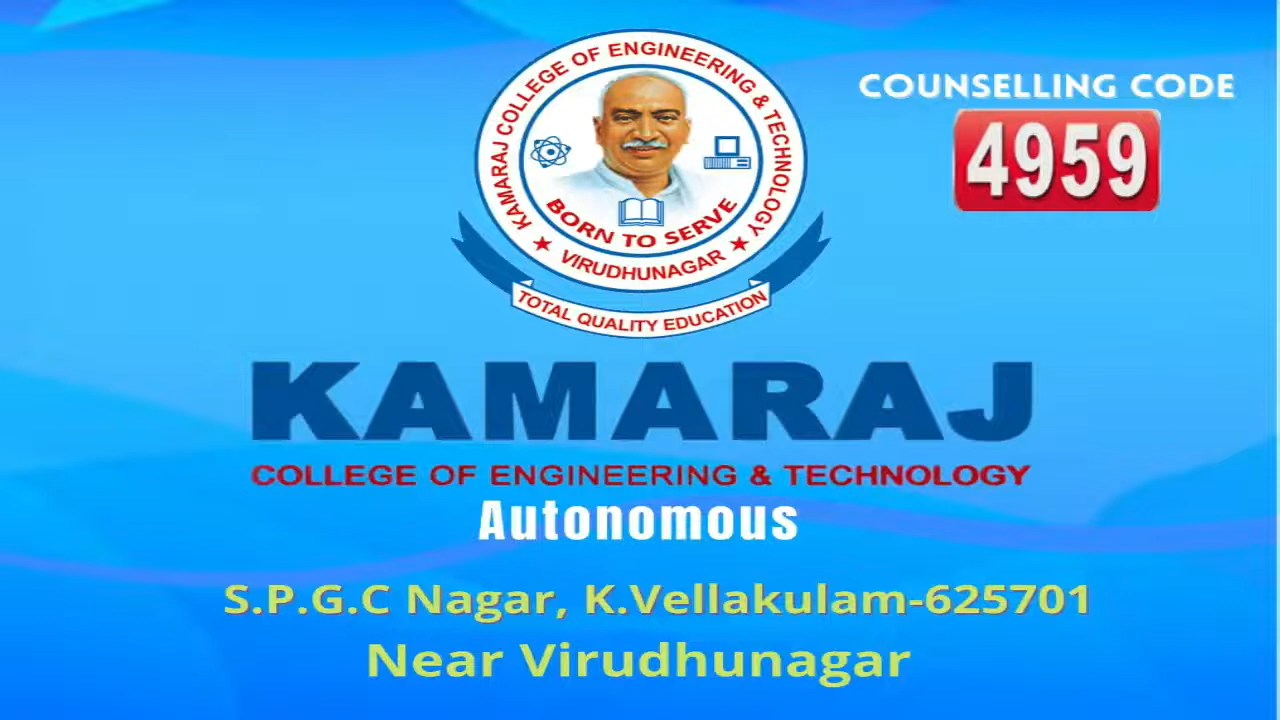 KAMARAJ COLLEGE OF ENGINEERING & TECHNOLOGY
BORN TO SERVE
★ VIRUDHUNAGAR ★
TOTAL QUALITY EDUCATION
COUNSELLING CODE
4959
KAMARAJ
COLLEGE OF ENGINEERING & TECHNOLOGY
Autonomous
S.P.G.C Nagar, K.Vellakulam-625701
Near Virudhunagar